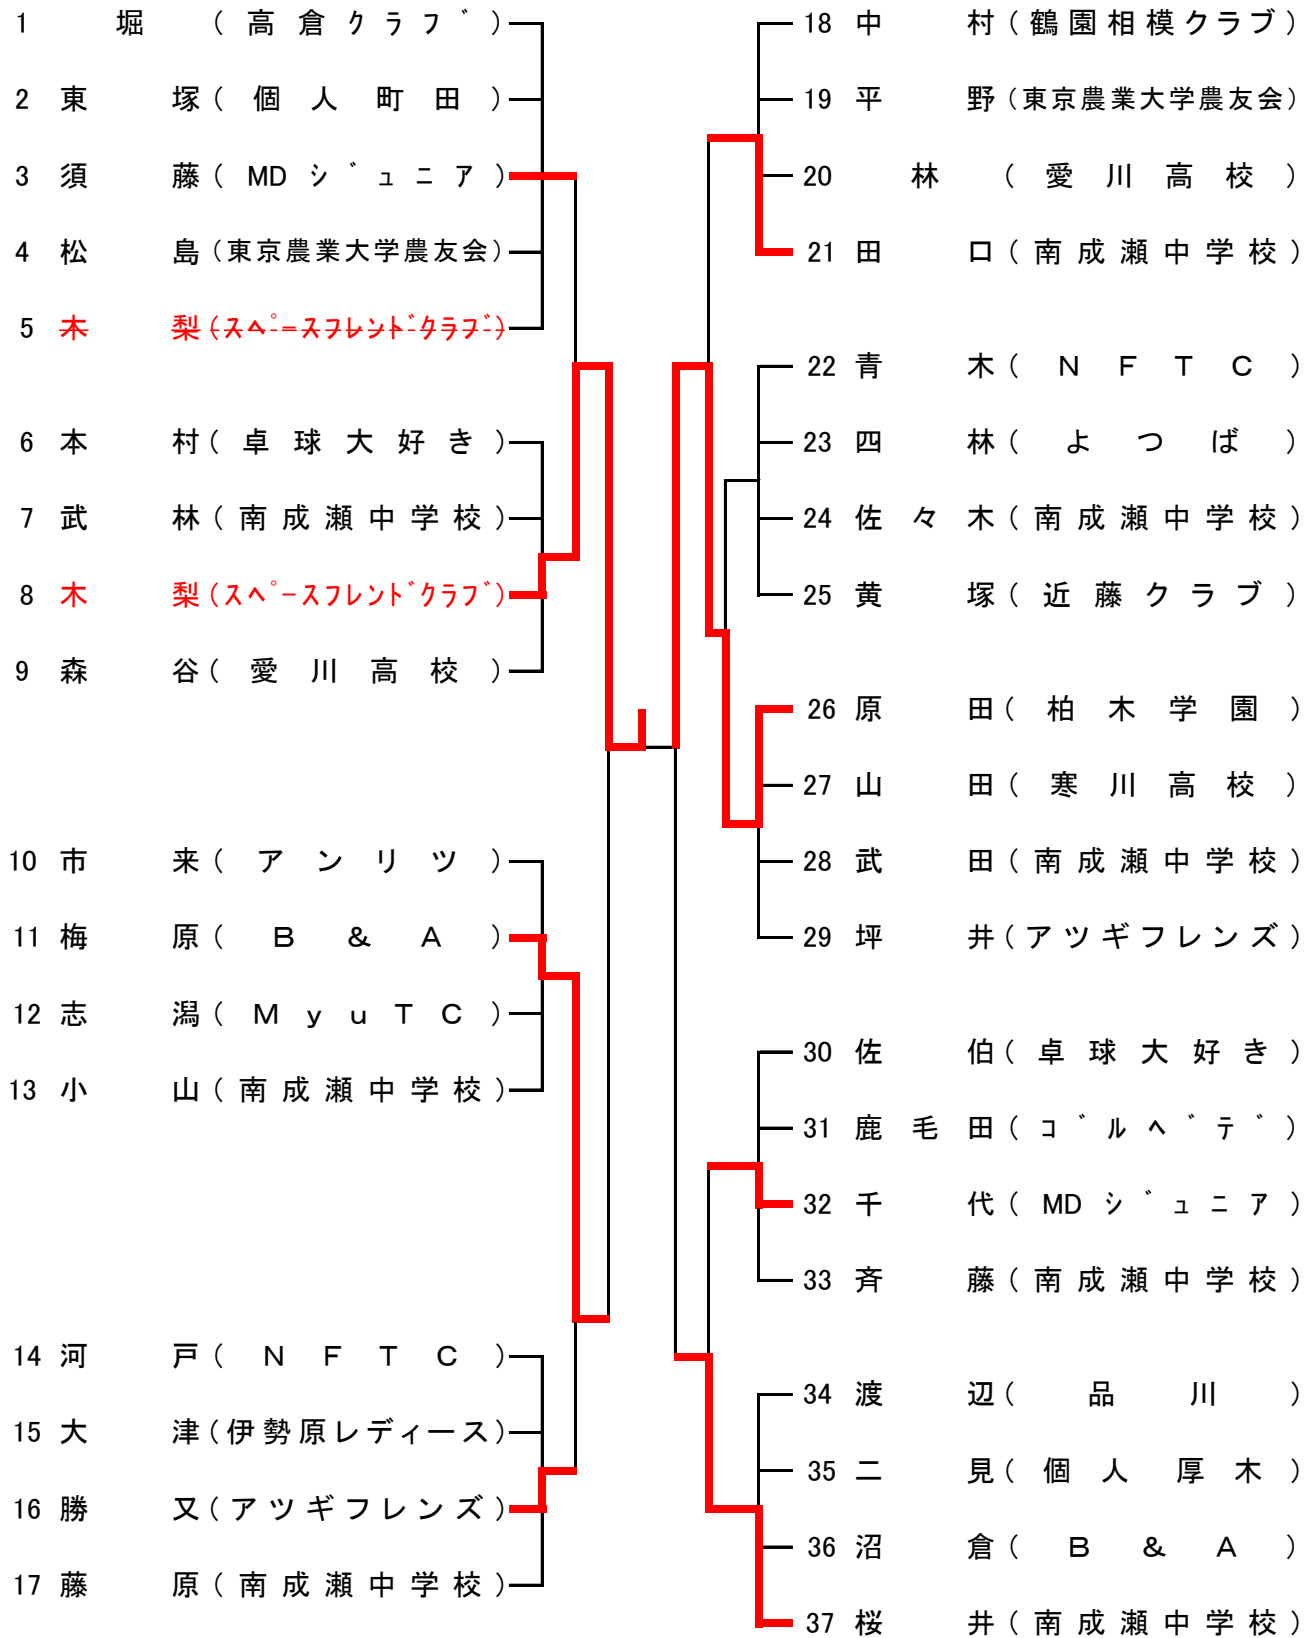 1 堀 (高倉クラブ)
2 東塚(個人町田)
3 須藤(MDジュニア)
4 松島(東京農業大学農友会)
5 木梨(スペースフレンドクラブ)
6 本村(卓球大好き)
7 武林(南成瀬中学校)
8 木梨(スペースフレンドクラブ)
9 森谷(愛川高校)
10 市来(アンリツ)
11 梅原(B&A)
12 志潟(MyuTC)
13 小山(南成瀬中学校)
14 河戸(NFTC)
15 大津(伊勢原レディース)
16 勝又(アツギフレンズ)
17 藤原(南成瀬中学校)
18 中村(鶴園相模クラブ)
19 平野(東京農業大学農友会)
20 林(愛川高校)
21 田口(南成瀬中学校)
22 青木(NFTC)
23 四林(よつば)
24 佐々木(南成瀬中学校)
25 黄塚(近藤クラブ)
26 原田(柏木学園)
27 山田(寒川高校)
28 武田(南成瀬中学校)
29 坪井(アツギフレンズ)
30 佐伯(卓球大好き)
31 鹿毛田(ゴルベデ)
32 千代(MDジュニア)
33 斉藤(南成瀬中学校)
34 渡辺(品川)
35 二見(個人厚木)
36 沼倉(B&A)
37 桜井(南成瀬中学校)